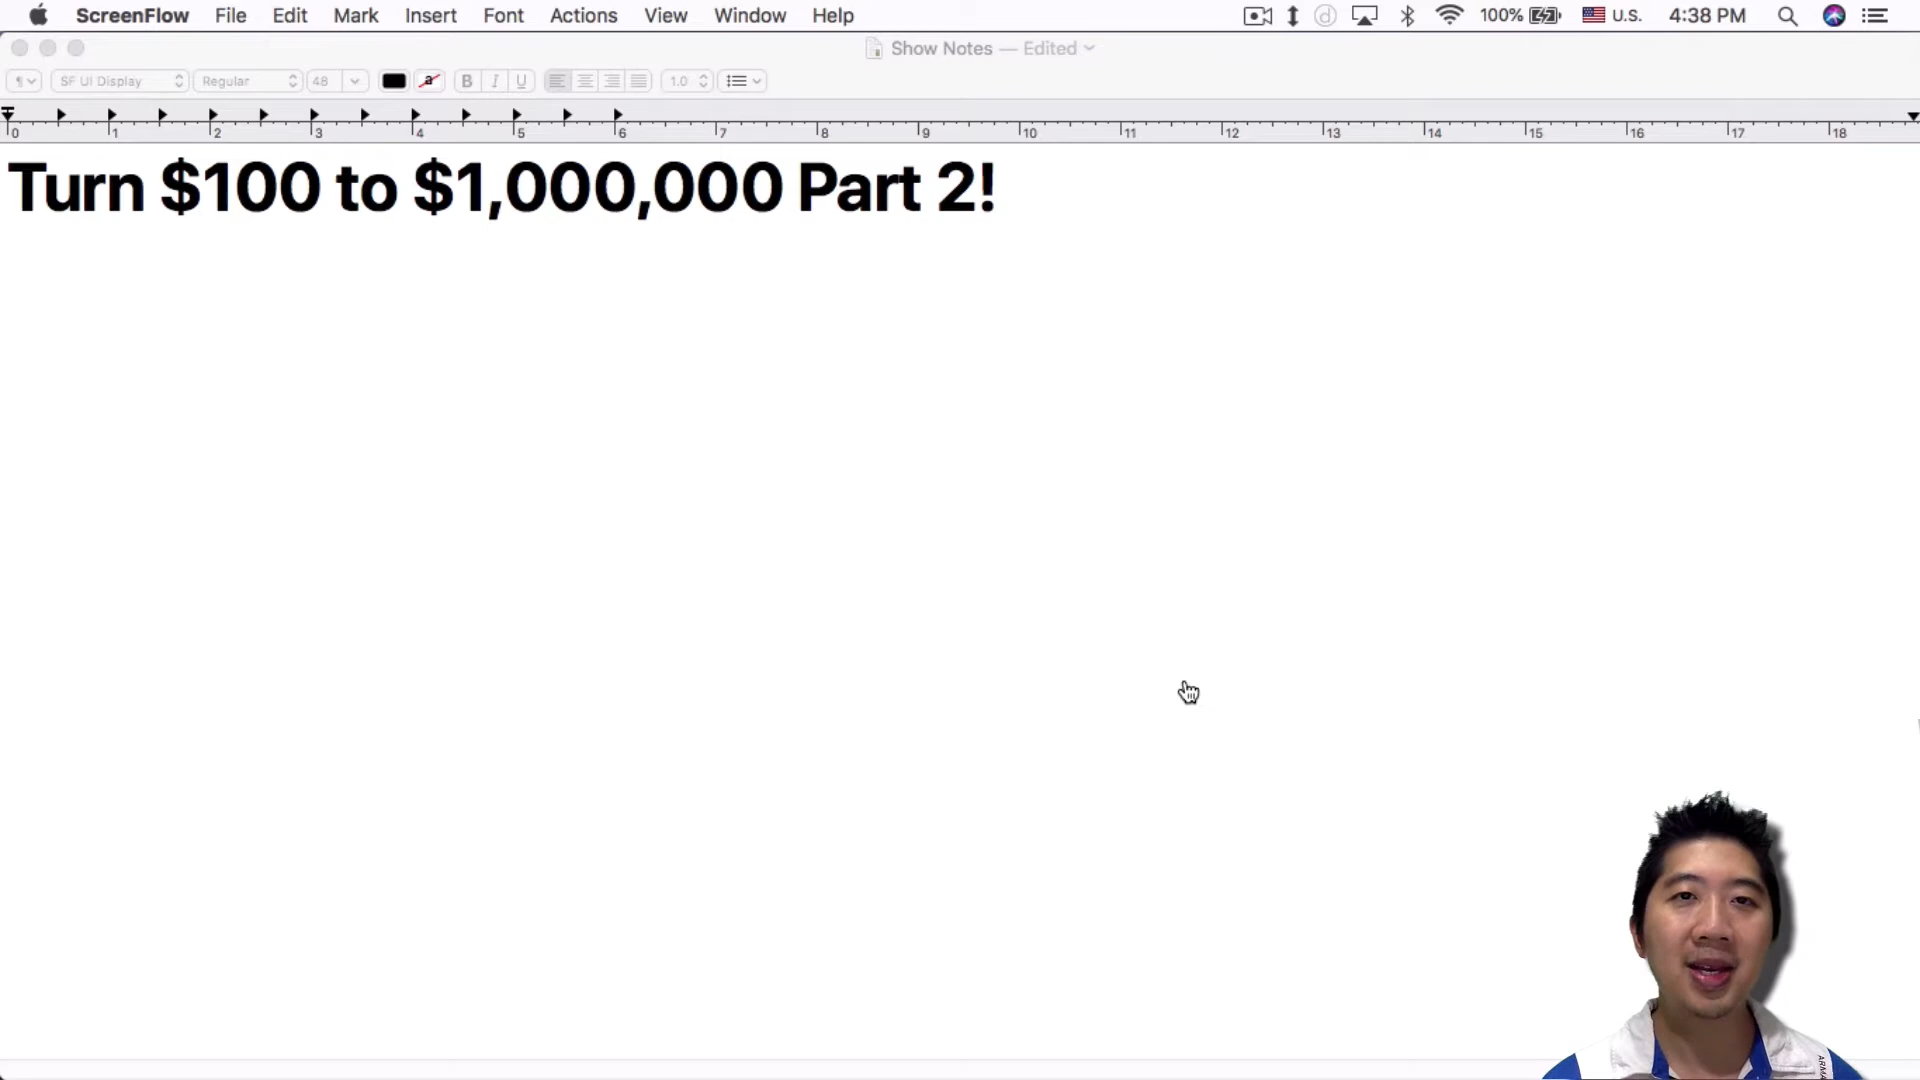 ScreenFlow File Edit Mark Insert Font Actions View Window Help 100% U.S. 4:38 PM
Show Notes — Edited
SF UI Display Regular 48 a B I U 1.0
0 1 2 3 4 5 6 7 8 9 10 11 12 13 14 15 16 17 18
Turn $100 to $1,000,000 Part 2!